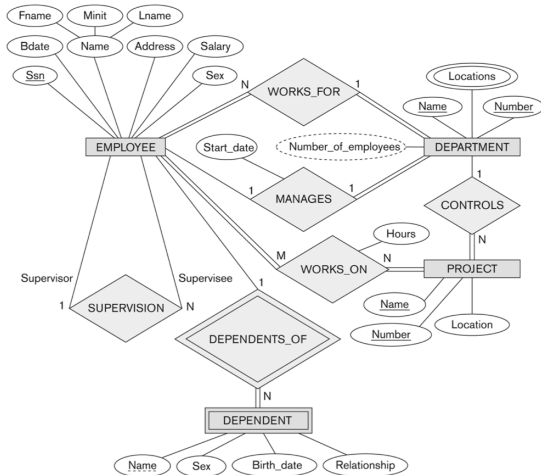 Fname Minit Lname
Bdate Name Address Salary
Ssn Sex
N WORKS_FOR 1
Locations
Name Number
EMPLOYEE
Start_date
Number_of_employees
DEPARTMENT
1 MANAGES 1
1
CONTROLS
N
Hours
M WORKS_ON N
PROJECT
Supervisor Supervisee
1 SUPERVISION N
1
Name
Number
Location
DEPENDENTS_OF
N
DEPENDENT
Name Sex Birth_date Relationship